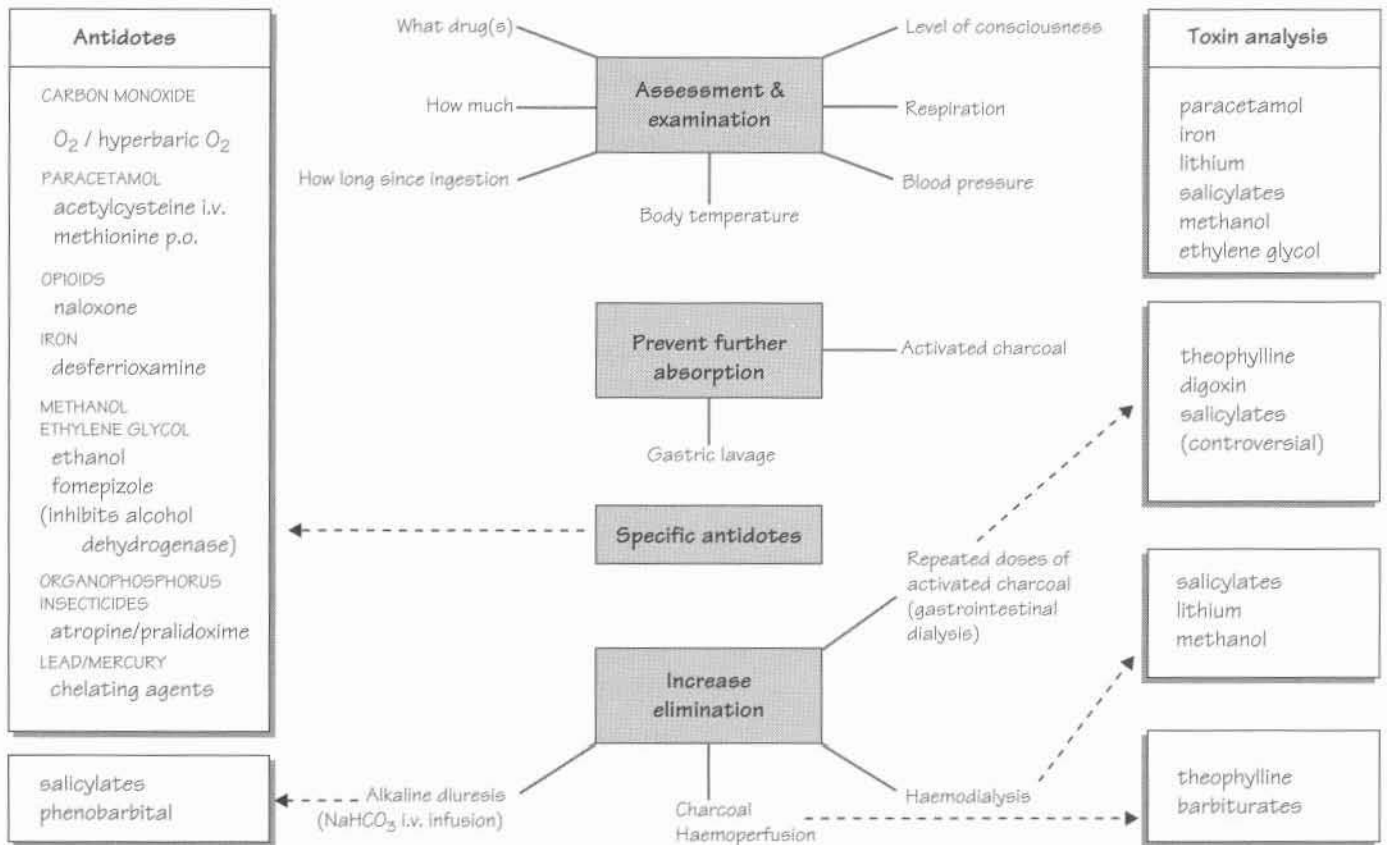 Antidotes
CARBON MONOXIDE
O₂ / hyperbaric O₂
PARACETAMOL
acetylcysteine i.v.
methionine p.o.
OPIOIDS
naloxone
IRON
desferrioxamine
METHANOL
ETHYLENE GLYCOL
ethanol
fomepizole
(inhibits alcohol
dehydrogenase)
ORGANOPHOSPHORUS
INSECTICIDES
atropine/pralidoxime
LEAD/MERCURY
chelating agents
salicylates
phenobarbital
What drug(s)
How much
How long since ingestion
Assessment &
examination
Level of consciousness
Respiration
Blood pressure
Body temperature
Prevent further
absorption
Activated charcoal
Gastric lavage
Specific antidotes
Increase
elimination
Repeated doses of
activated charcoal
(gastrointestinal
dialysis)
Alkaline diuresis
(NaHCO₃ i.v. infusion)
Charcoal
Haemoperfusion
Haemodialysis
Toxin analysis
paracetamol
iron
lithium
salicylates
methanol
ethylene glycol
theophylline
digoxin
salicylates
(controversial)
salicylates
lithium
methanol
theophylline
barbiturates